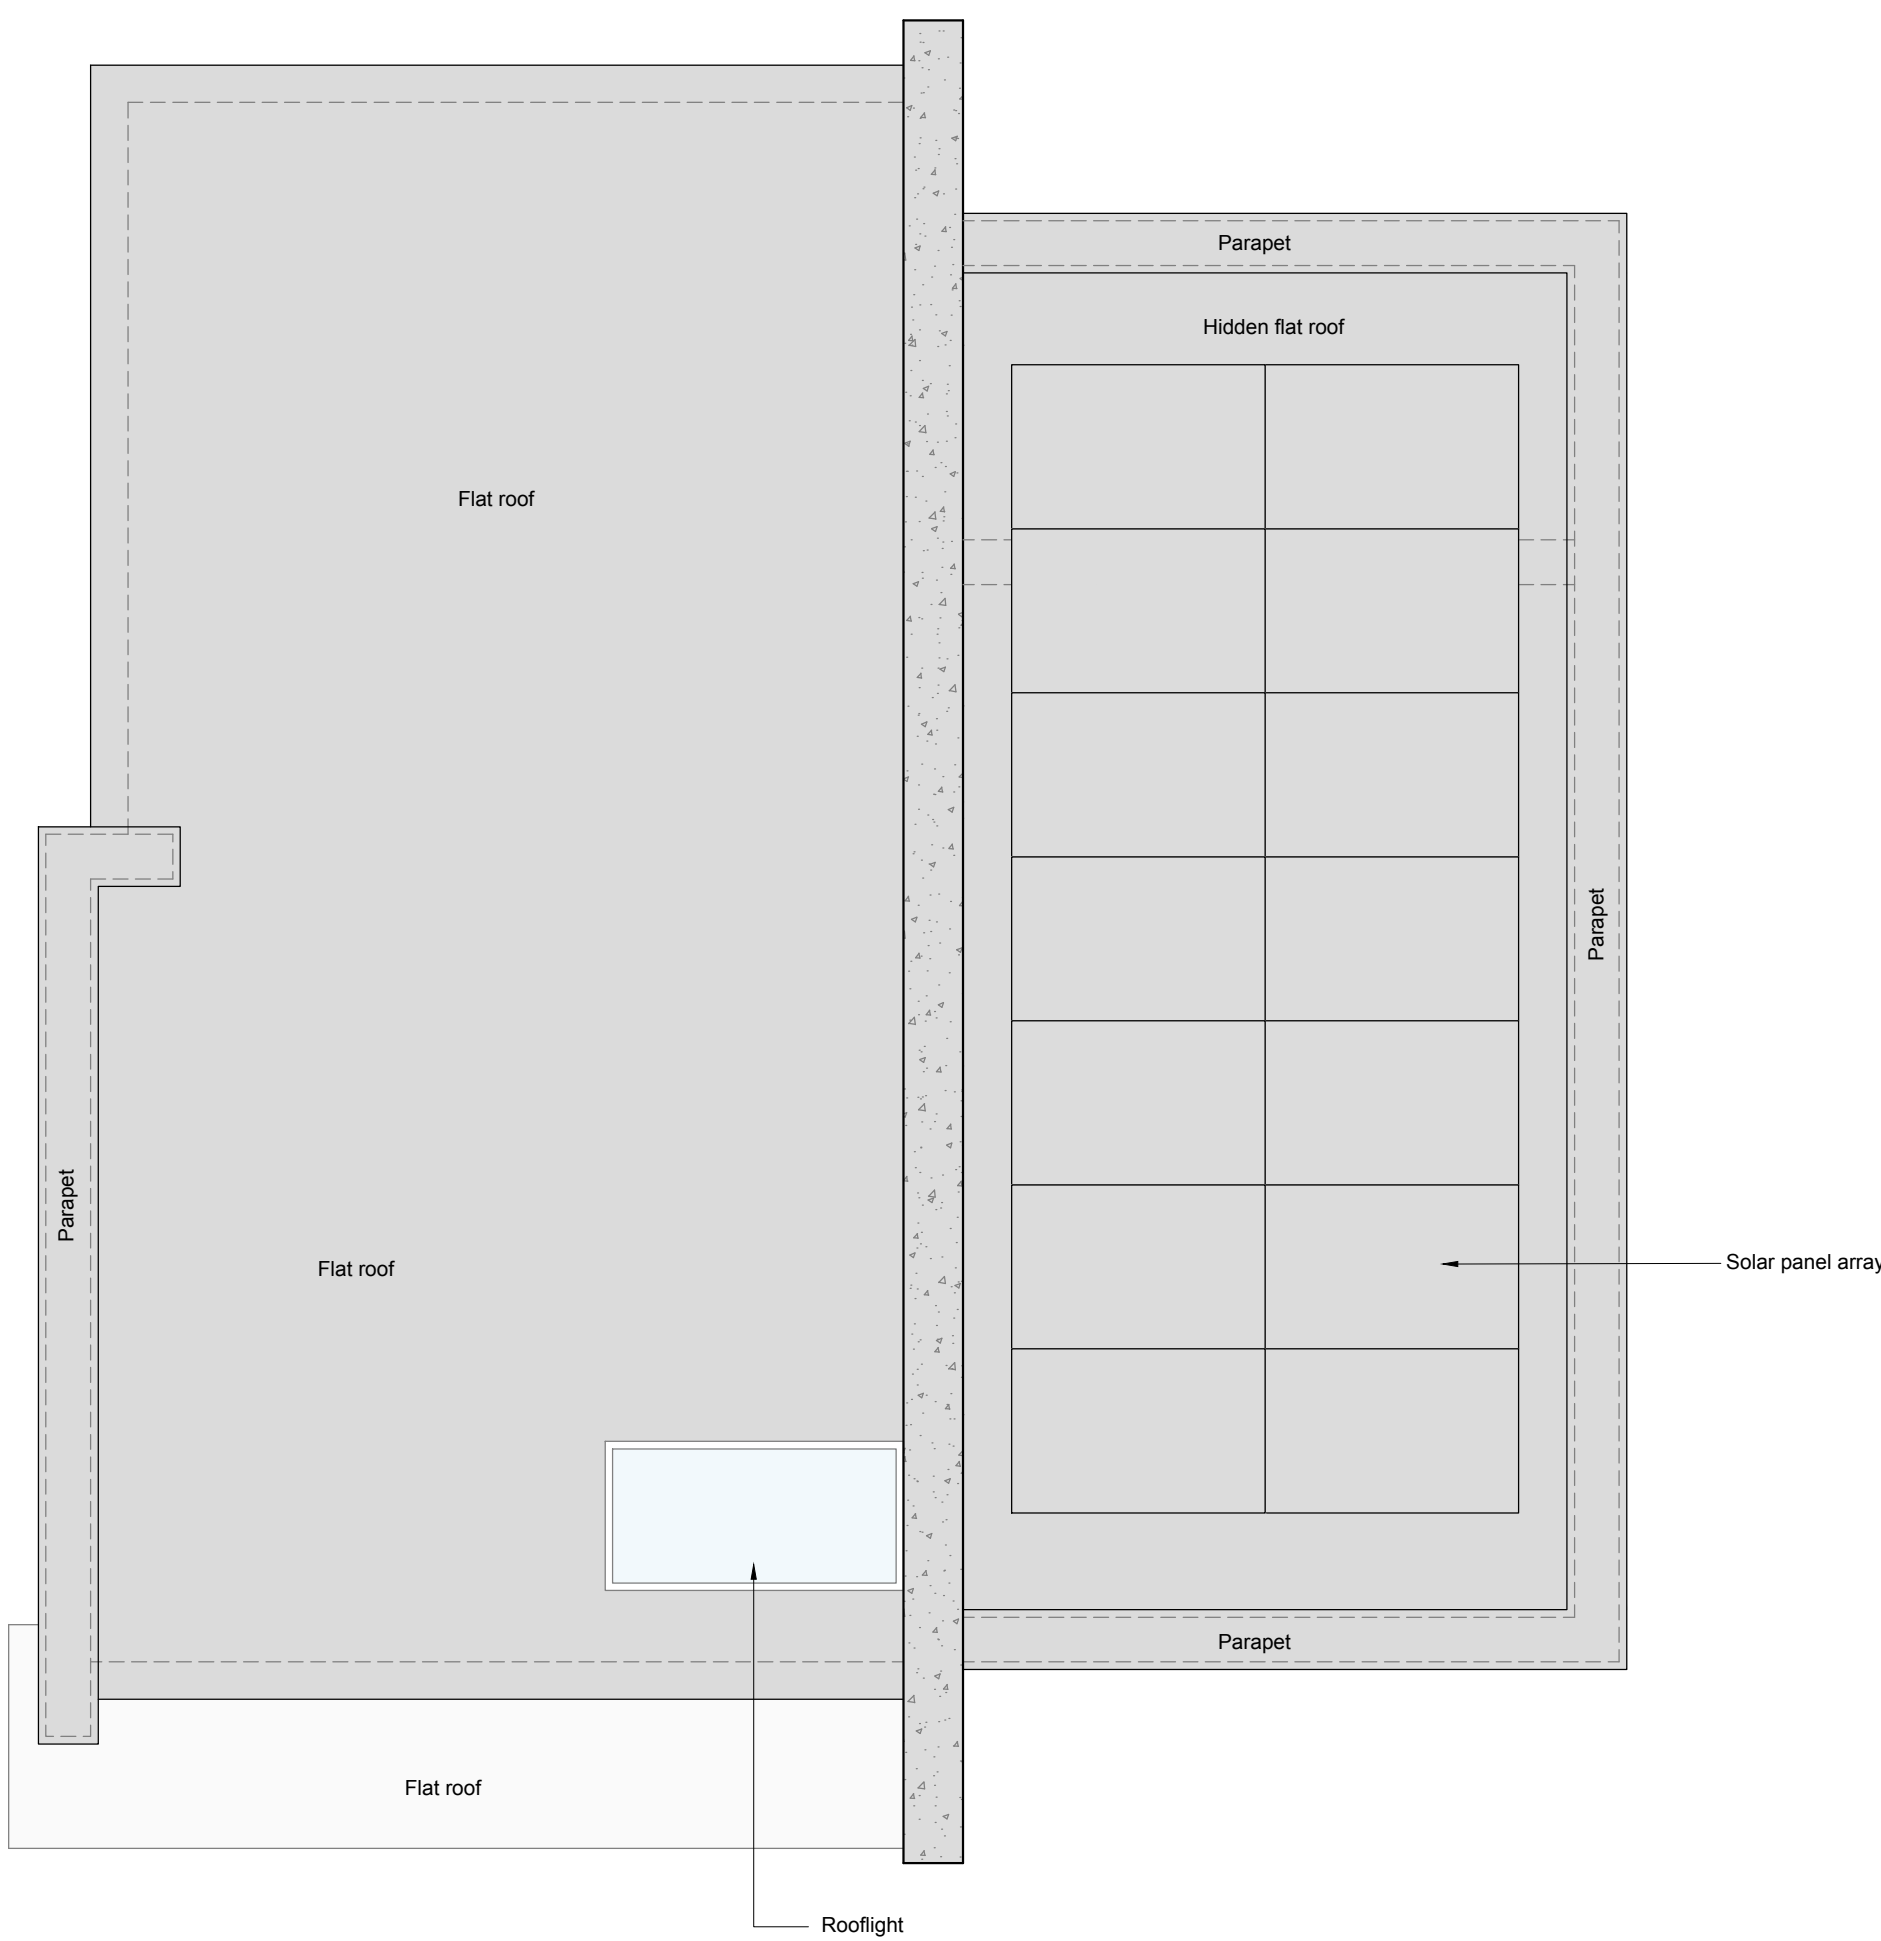 Parapet
Hidden flat roof
Flat roof
Parapet
Parapet
Solar panel array
Flat roof
Parapet
Flat roof
Rooflight